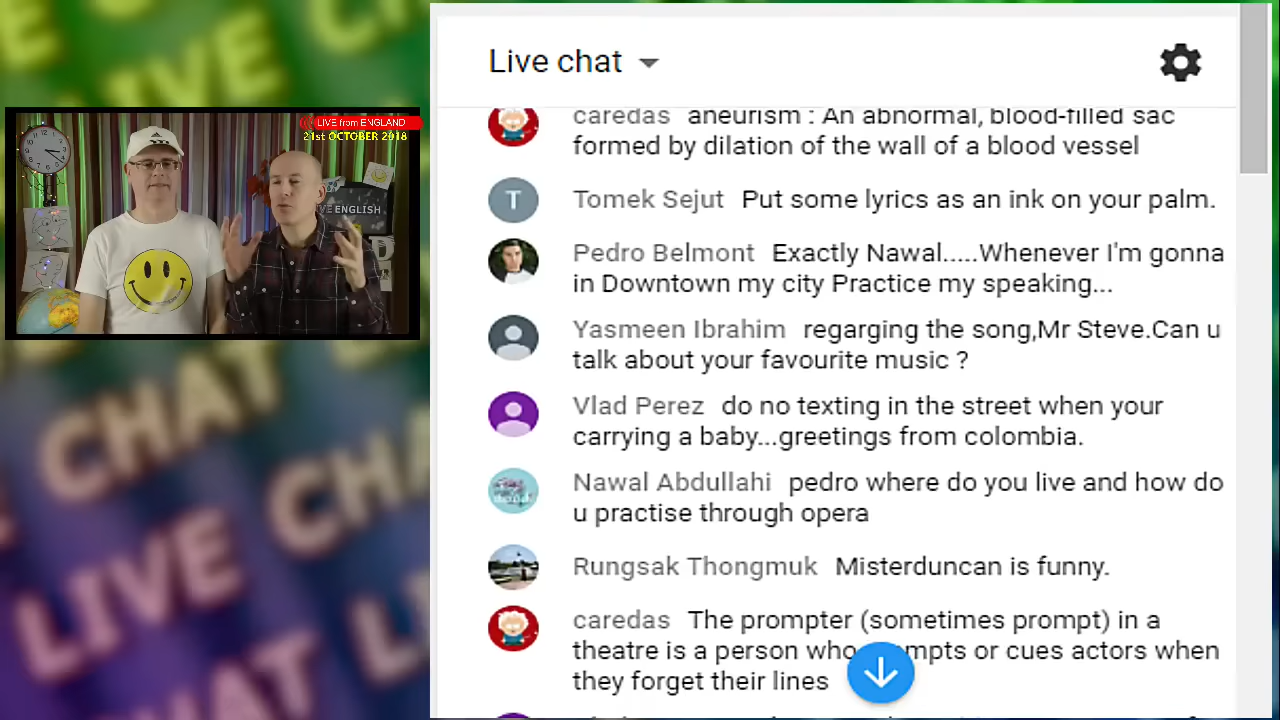 LIVE from ENGLAND
21st OCTOBER 2018
LIVE ENGLISH
Live chat
caredas aneurism : An abnormal, blood-filled sac
formed by dilation of the wall of a blood vessel
T
Tomek Sejut Put some lyrics as an ink on your palm.
Pedro Belmont Exactly Nawal.....Whenever I'm gonna
in Downtown my city Practice my speaking...
Yasmeen Ibrahim regarging the song,Mr Steve.Can u
talk about your favourite music ?
Vlad Perez do no texting in the street when your
carrying a baby...greetings from colombia.
Nawal Abdullahi pedro where do you live and how do
u practise through opera
Rungsak Thongmuk Misterduncan is funny.
caredas The prompter (sometimes prompt) in a
theatre is a person who mpts or cues actors when
they forget their lines
LIVE
CHAT
CHA
LIVE
LI
CHAT